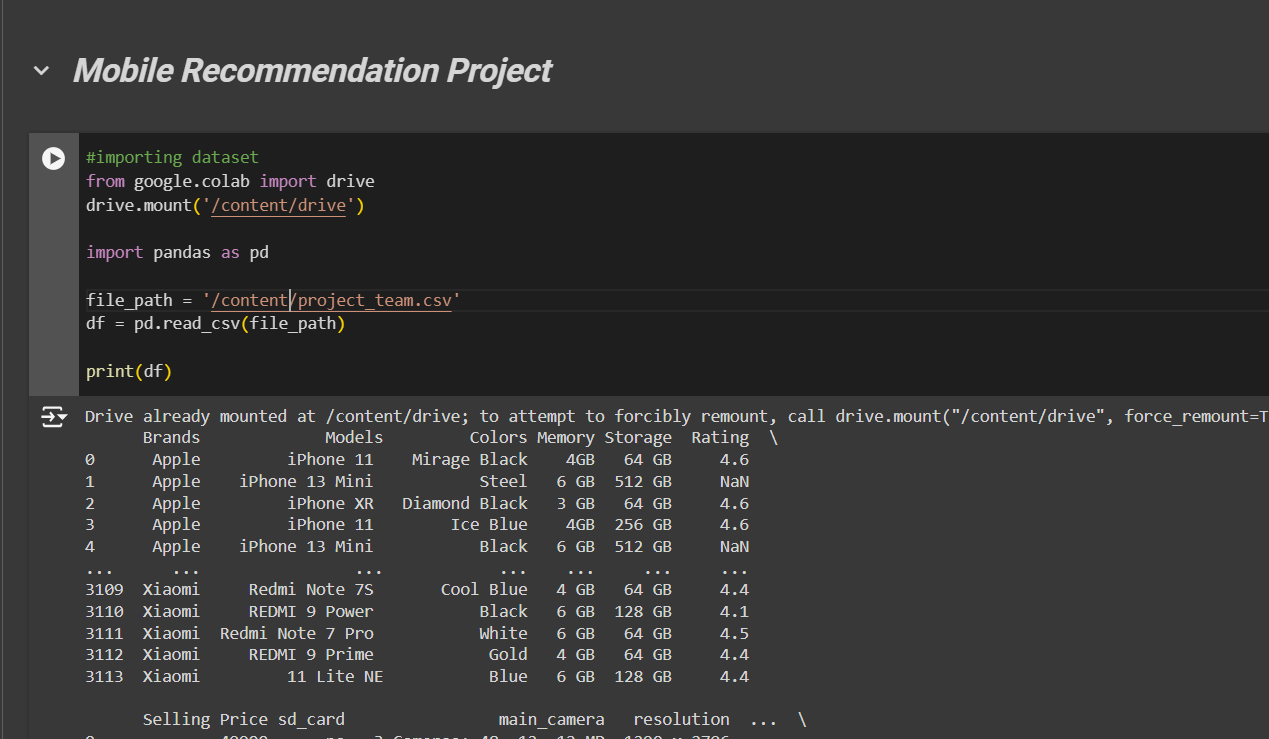 Mobile Recommendation Project
#importing dataset
from google.colab import drive
drive.mount('/content/drive')
import pandas as pd
file_path = '/content/project_team.csv'
df = pd.read_csv(file_path)
print(df)
Drive already mounted at /content/drive; to attempt to forcibly remount, call drive.mount("/content/drive", force_remount=T
Brands Models Colors Memory Storage Rating \
0 Apple iPhone 11 Mirage Black 4GB 64 GB 4.6
1 Apple iPhone 13 Mini Steel 6 GB 512 GB NaN
2 Apple iPhone XR Diamond Black 3 GB 64 GB 4.6
3 Apple iPhone 11 Ice Blue 4GB 256 GB 4.6
4 Apple iPhone 13 Mini Black 6 GB 512 GB NaN
... ... ... ... ... ... ...
3109 Xiaomi Redmi Note 7S Cool Blue 4 GB 64 GB 4.4
3110 Xiaomi REDMI 9 Power Black 6 GB 128 GB 4.1
3111 Xiaomi Redmi Note 7 Pro White 6 GB 64 GB 4.5
3112 Xiaomi REDMI 9 Prime Gold 4 GB 64 GB 4.4
3113 Xiaomi 11 Lite NE Blue 6 GB 128 GB 4.4
Selling Price sd_card main_camera resolution ... \